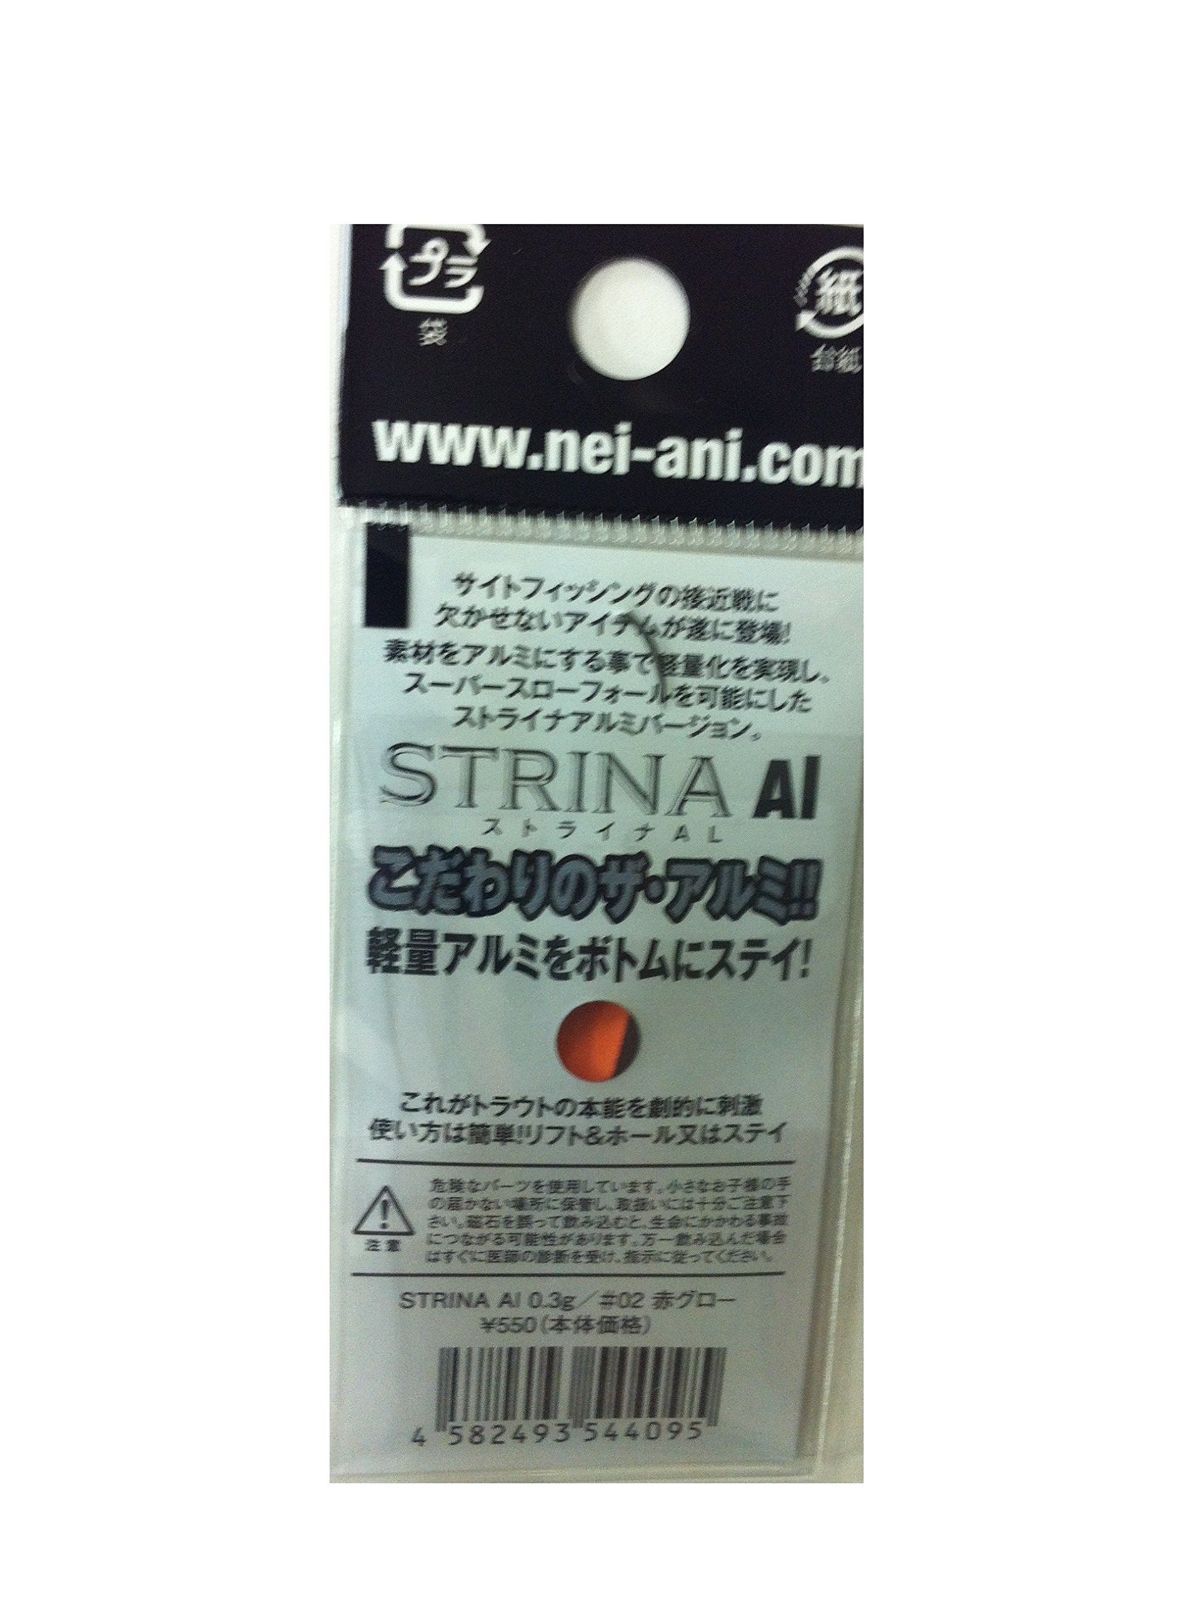 プラ
袋
紙
台紙
www.nei-ani.com
サイトフィッシングの接近戦に
欠かせないアイテムが遂に登場!
素材をアルミにする事で軽量化を実現し。
スーパースローフォールを可能にした
ストライナアルミバージョン。
STRINA Al
ストライナAL
こだわりのザ・アルミ!!
軽量アルミをボトムにステイ!
これがトラウトの本能を劇的に刺激
使い方は簡単!リフト&ホール又はステイ
危険なパーツを使用しています。小さなお子様の手
の届かない場所に保管し、取扱いには十分ご注意下
さい。磁石を誤って飲み込むと、生命にかかわる事故
につながる可能性があります。万一飲み込んだ場合
はすぐに医師の診断を受け、指示に従ってください。
注意
STRINA Al 0.3g/#02 赤グロー
¥550(本体価格)
4 582493 544095